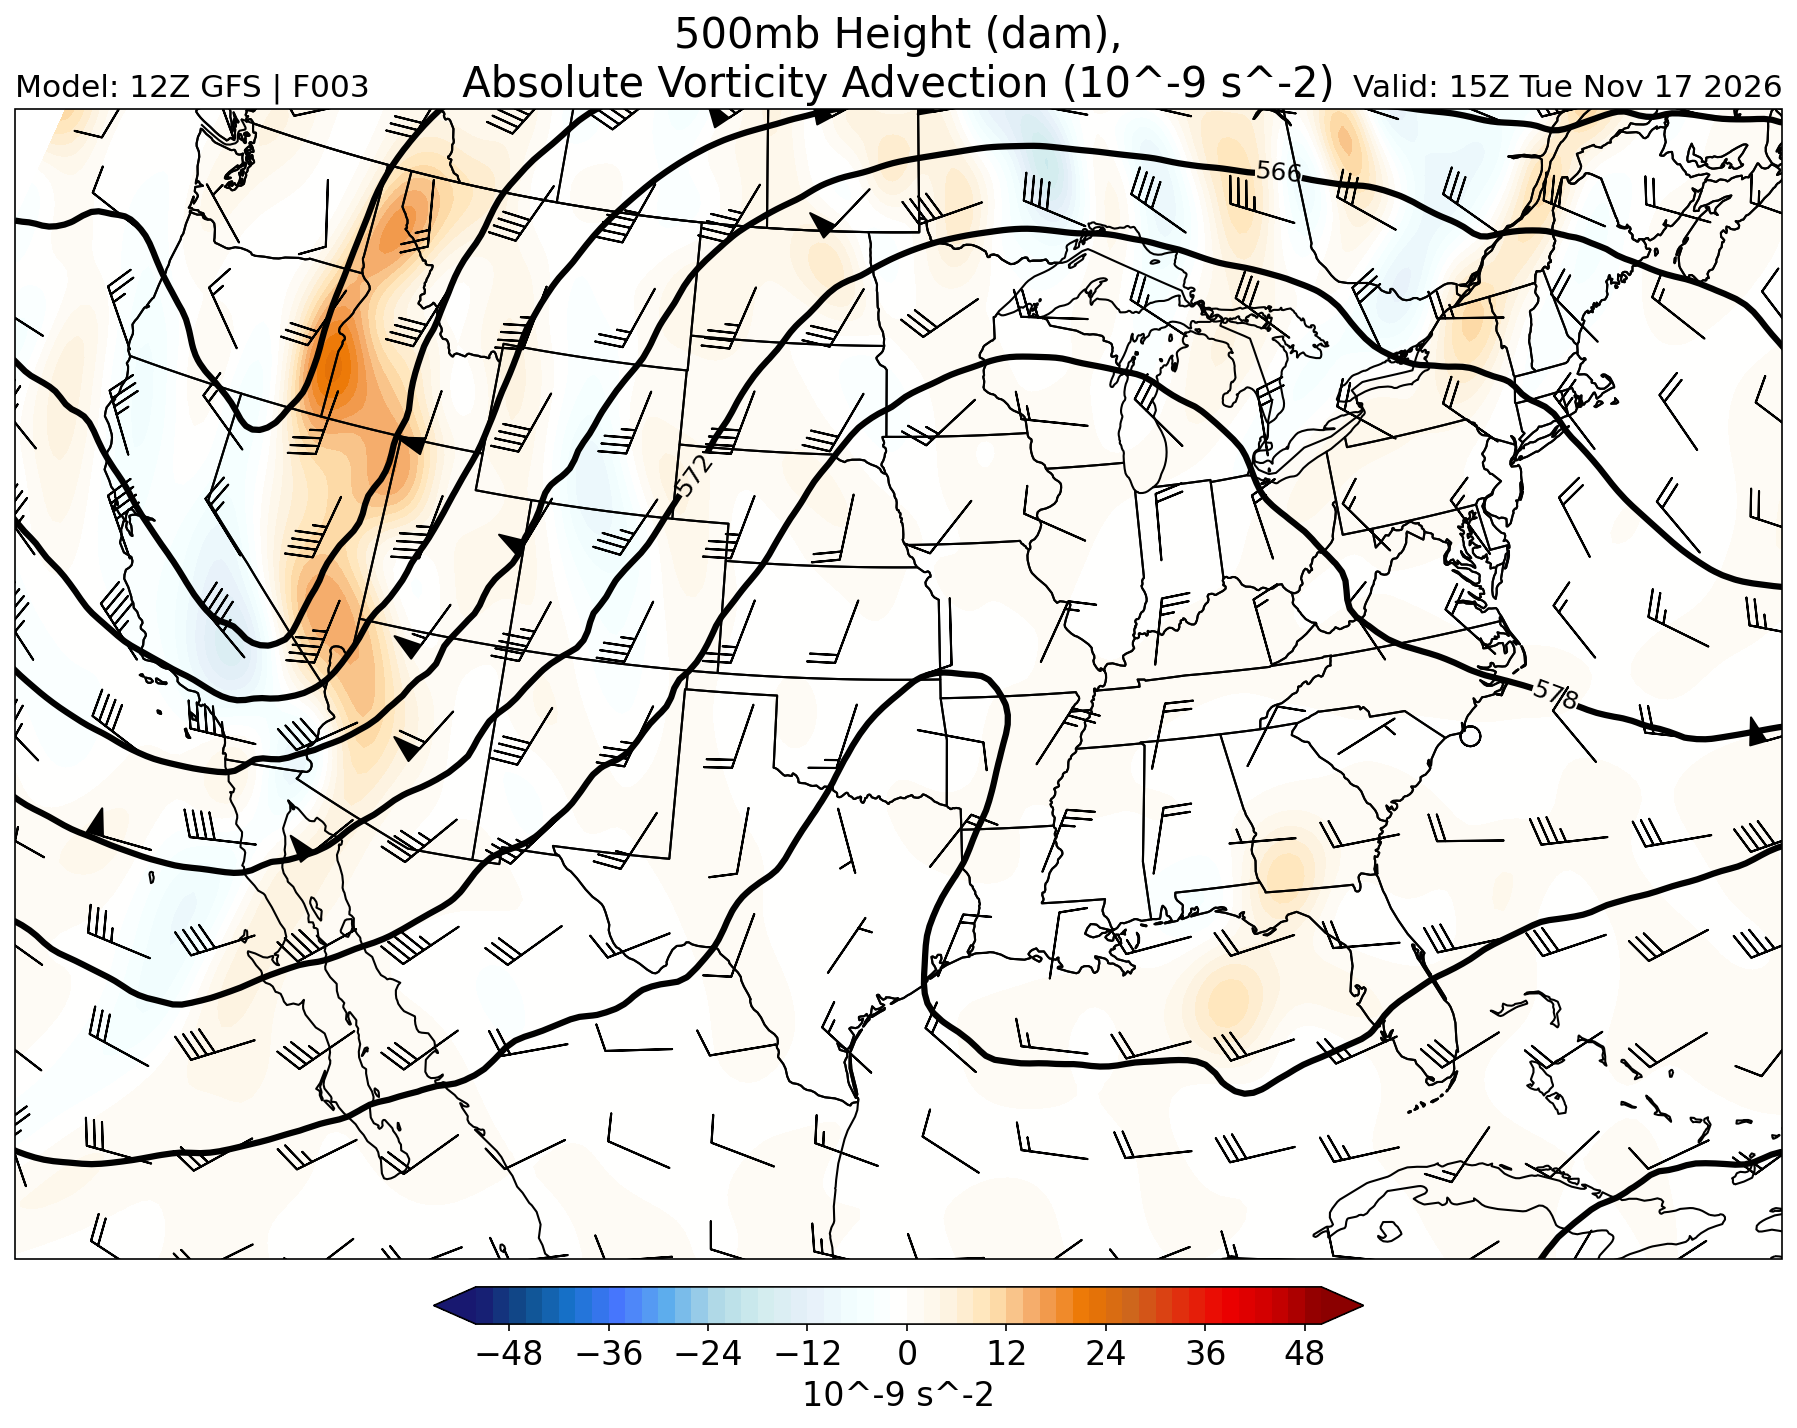 500mb Height (dam),
Model: 12Z GFS | F003
Absolute Vorticity Advection (10^-9 s^-2)
Valid: 15Z Tue Nov 17 2026
566
572
578
−48 −36 −24 −12 0 12 24 36 48
10^-9 s^-2